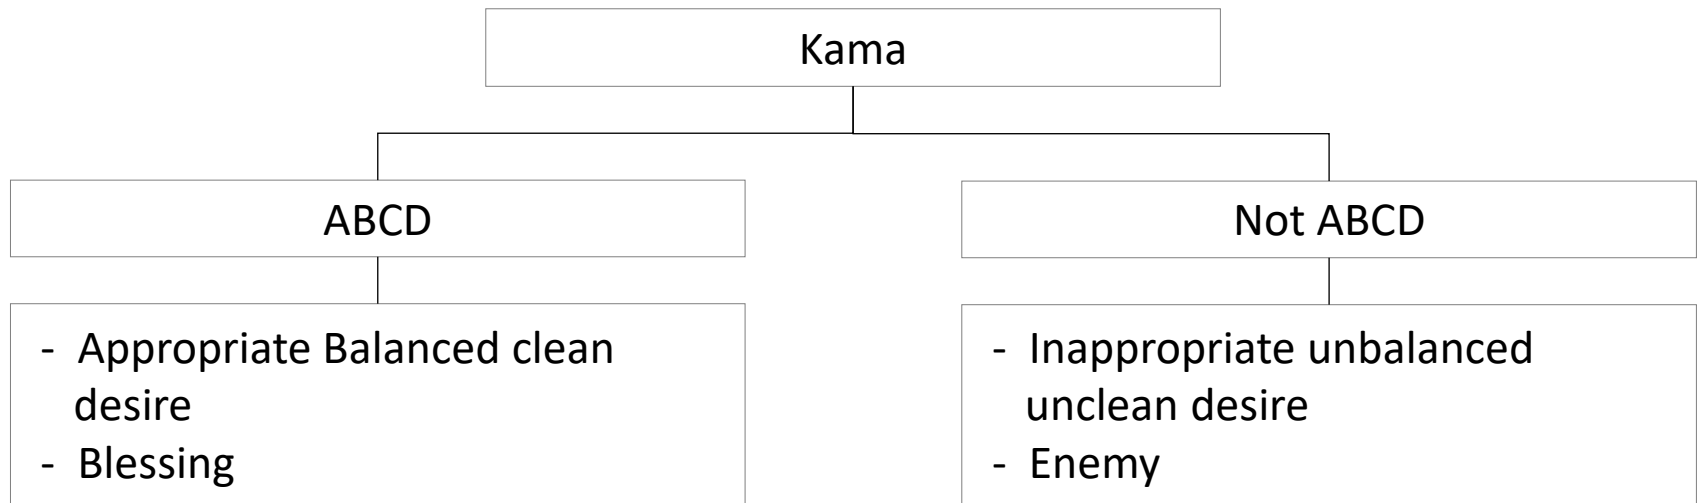 Kama
ABCD
Not ABCD
- Appropriate Balanced clean
desire
- Blessing
- Inappropriate unbalanced
unclean desire
- Enemy